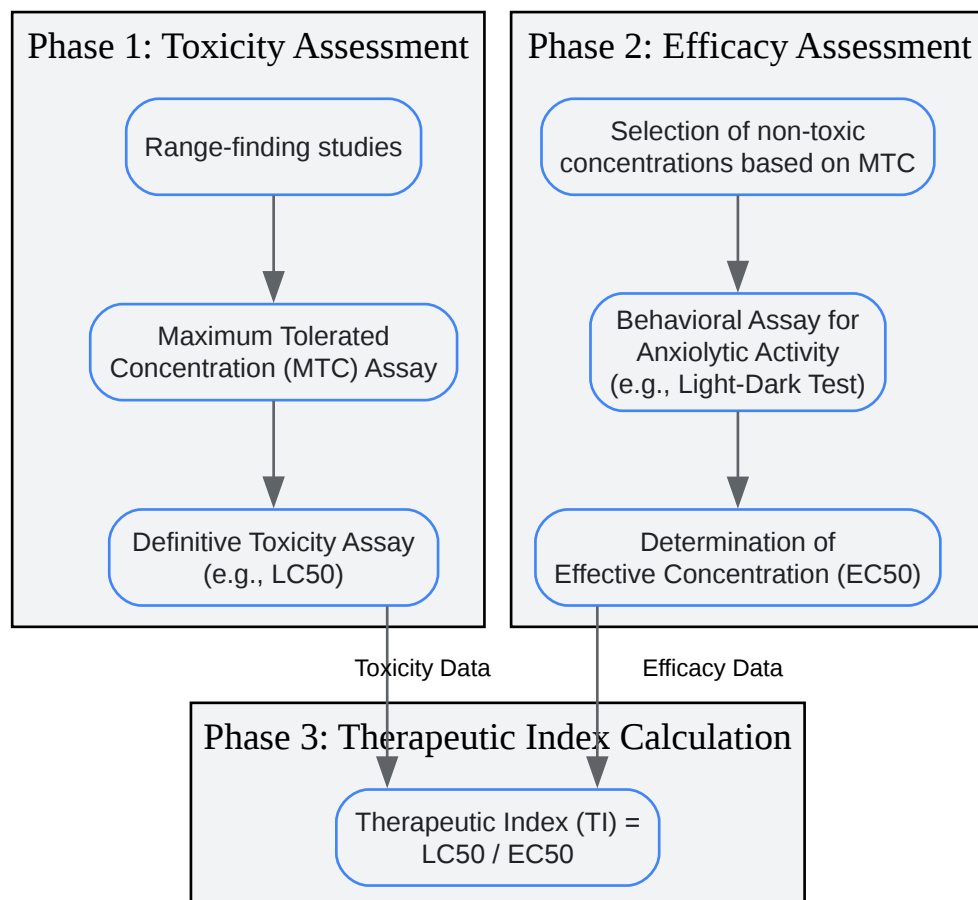 Phase 1: Toxicity Assessment
Range-finding studies
Maximum Tolerated
Concentration (MTC) Assay
Definitive Toxicity Assay
(e.g., LC50)
Phase 2: Efficacy Assessment
Selection of non-toxic
concentrations based on MTC
Behavioral Assay for
Anxiolytic Activity
(e.g., Light-Dark Test)
Determination of
Effective Concentration (EC50)
Toxicity Data
Efficacy Data
Phase 3: Therapeutic Index Calculation
Therapeutic Index (TI) =
LC50 / EC50